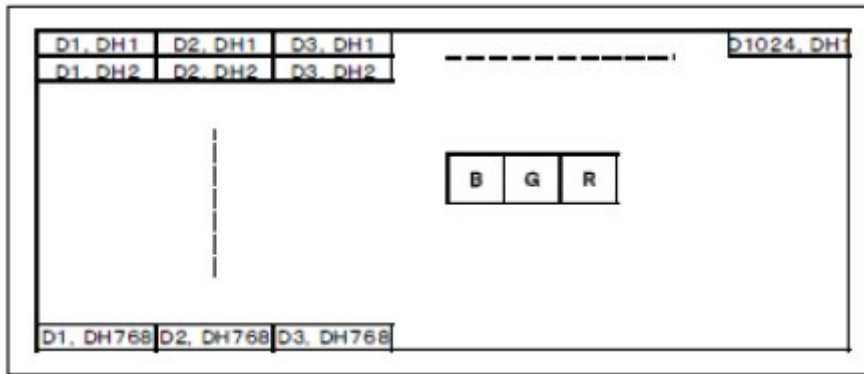 D1, DH1 D2, DH1 D3, DH1 D1024, DH1
D1, DH2 D2, DH2 D3, DH2
B G R
D1, DH768 D2, DH768 D3, DH768